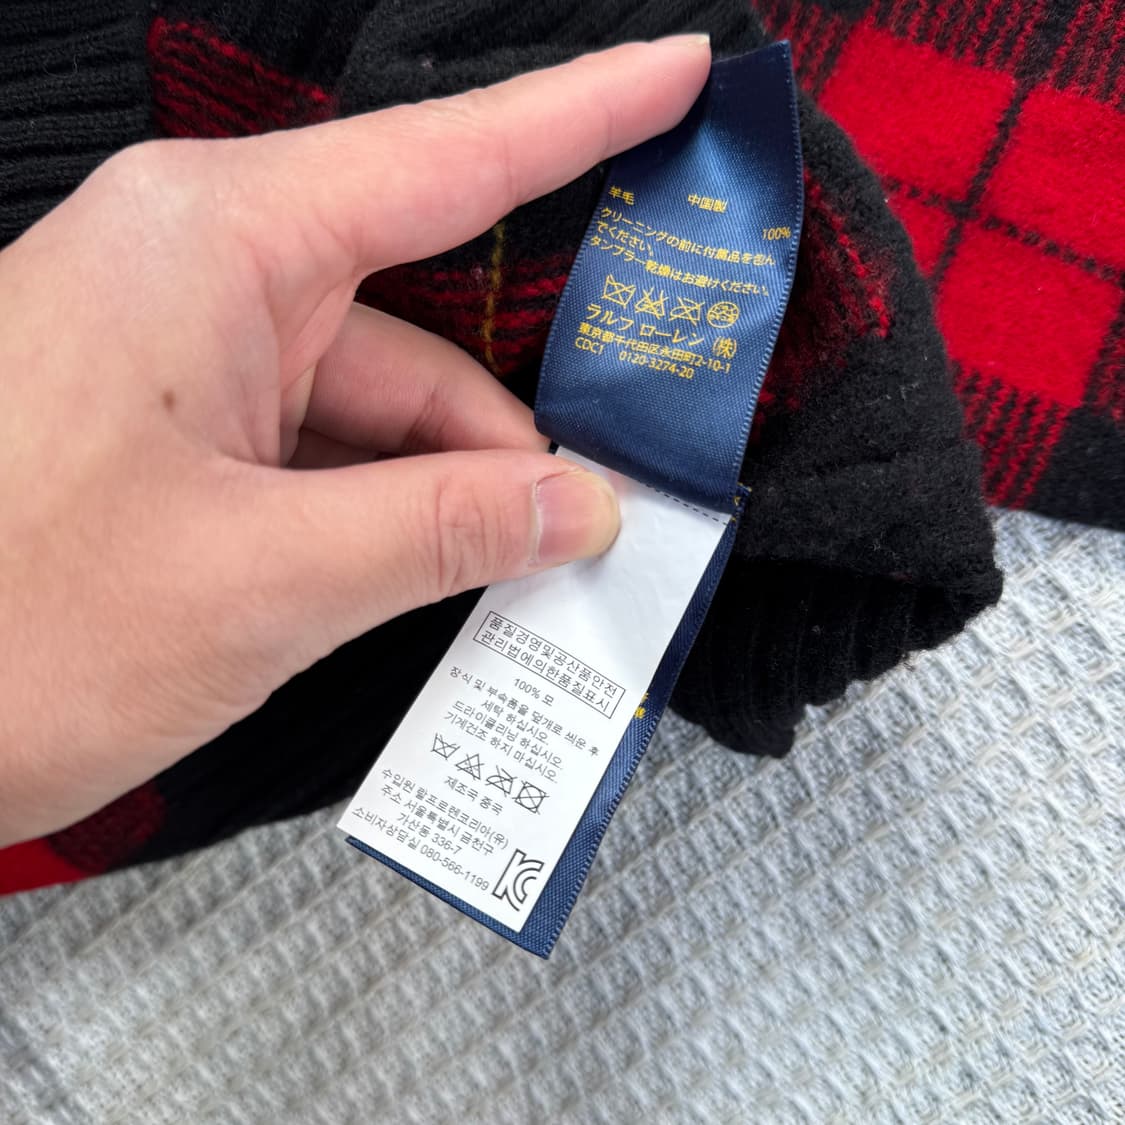 羊毛 中国製
100%
クリーニングの前に付属品を包ん
でください。
タンブラー乾燥はお避けください。
ラルフ ローレン (株)
東京都千代田区永田町2-10-1
CDC1 0120-3274-20
품질경영및공산품안전
관리법에의한품질표시
100% 모
장식 및 부속품을 덮개로 씌운 후
세탁 하십시오.
드라이클리닝 하십시오.
기계건조 하지 마십시오.
제조국 중국
수입원 랄프로렌코리아(유)
주소 서울특별시 금천구
가산동 336-7
소비자상담실 080-566-1199